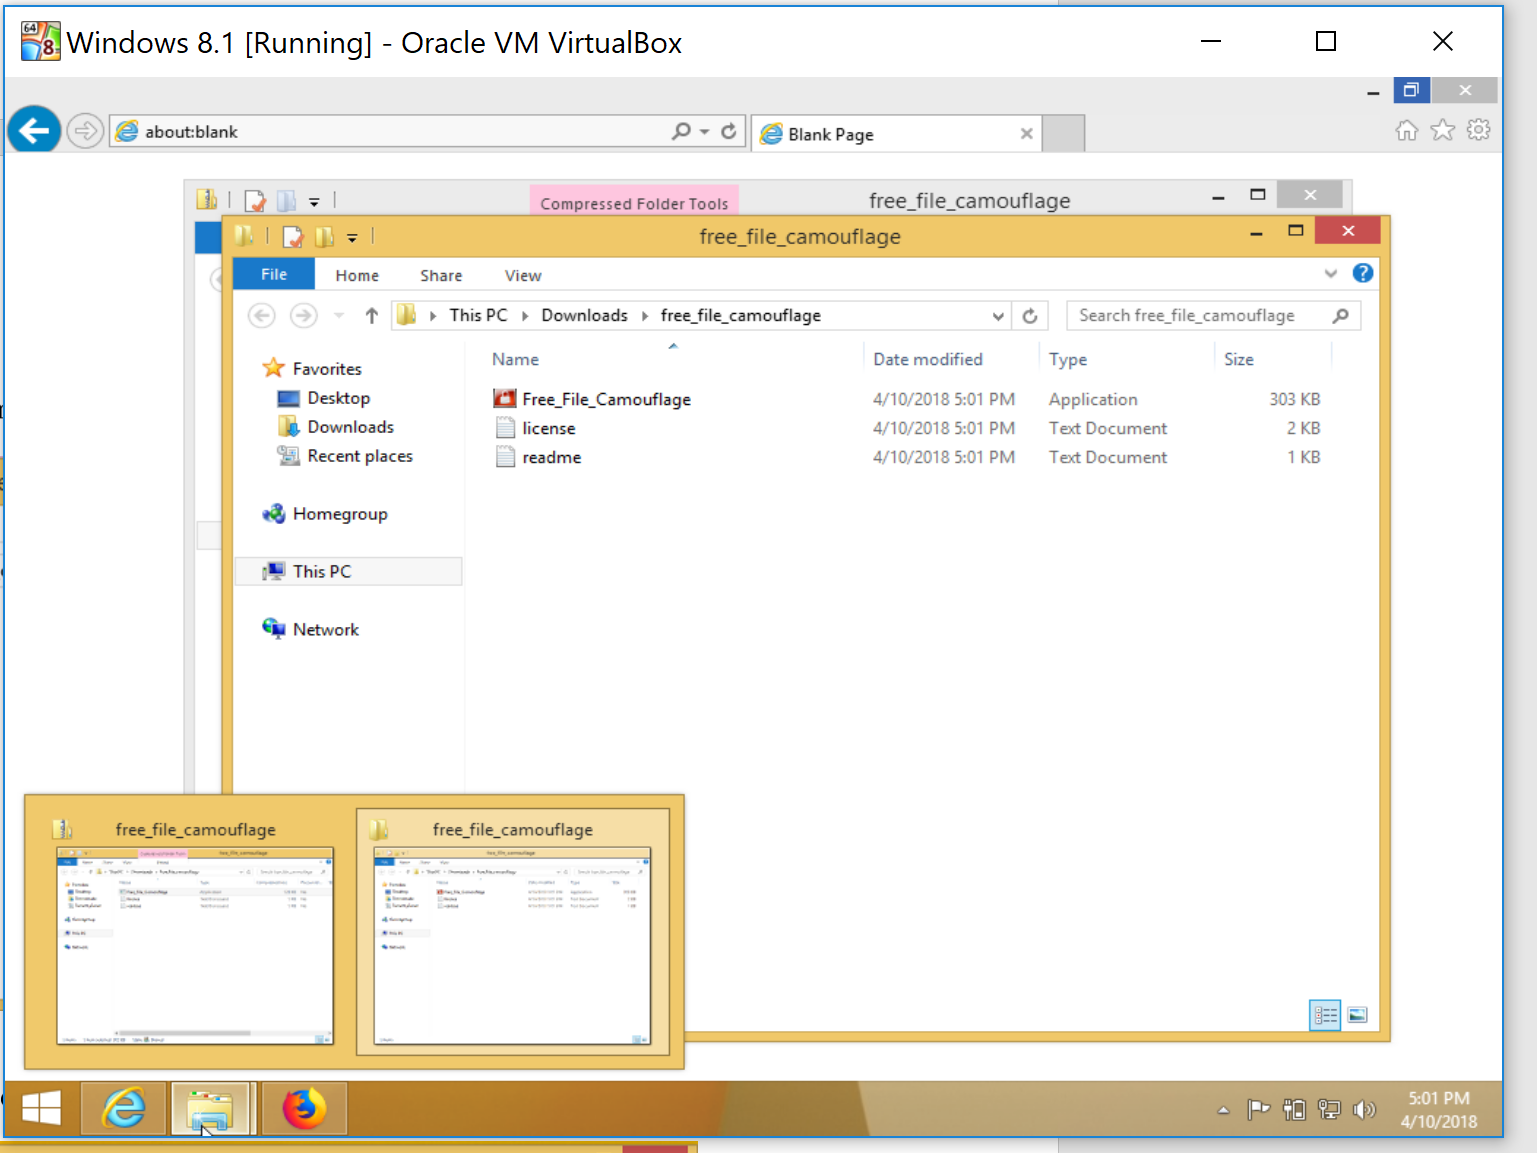 Windows 8.1 [Running] - Oracle VM VirtualBox
about:blank
Blank Page
Compressed Folder Tools
free_file_camouflage
free_file_camouflage
File
Home
Share
View
This PC
Downloads
free_file_camouflage
Search free_file_camouflage
Name
Date modified
Type
Size
Favorites
Desktop
Downloads
Recent places
Homegroup
This PC
Network
Free_File_Camouflage 4/10/2018 5:01 PM Application 303 KB
license 4/10/2018 5:01 PM Text Document 2 KB
readme 4/10/2018 5:01 PM Text Document 1 KB
free_file_camouflage
free_file_camouflage
5:01 PM
4/10/2018